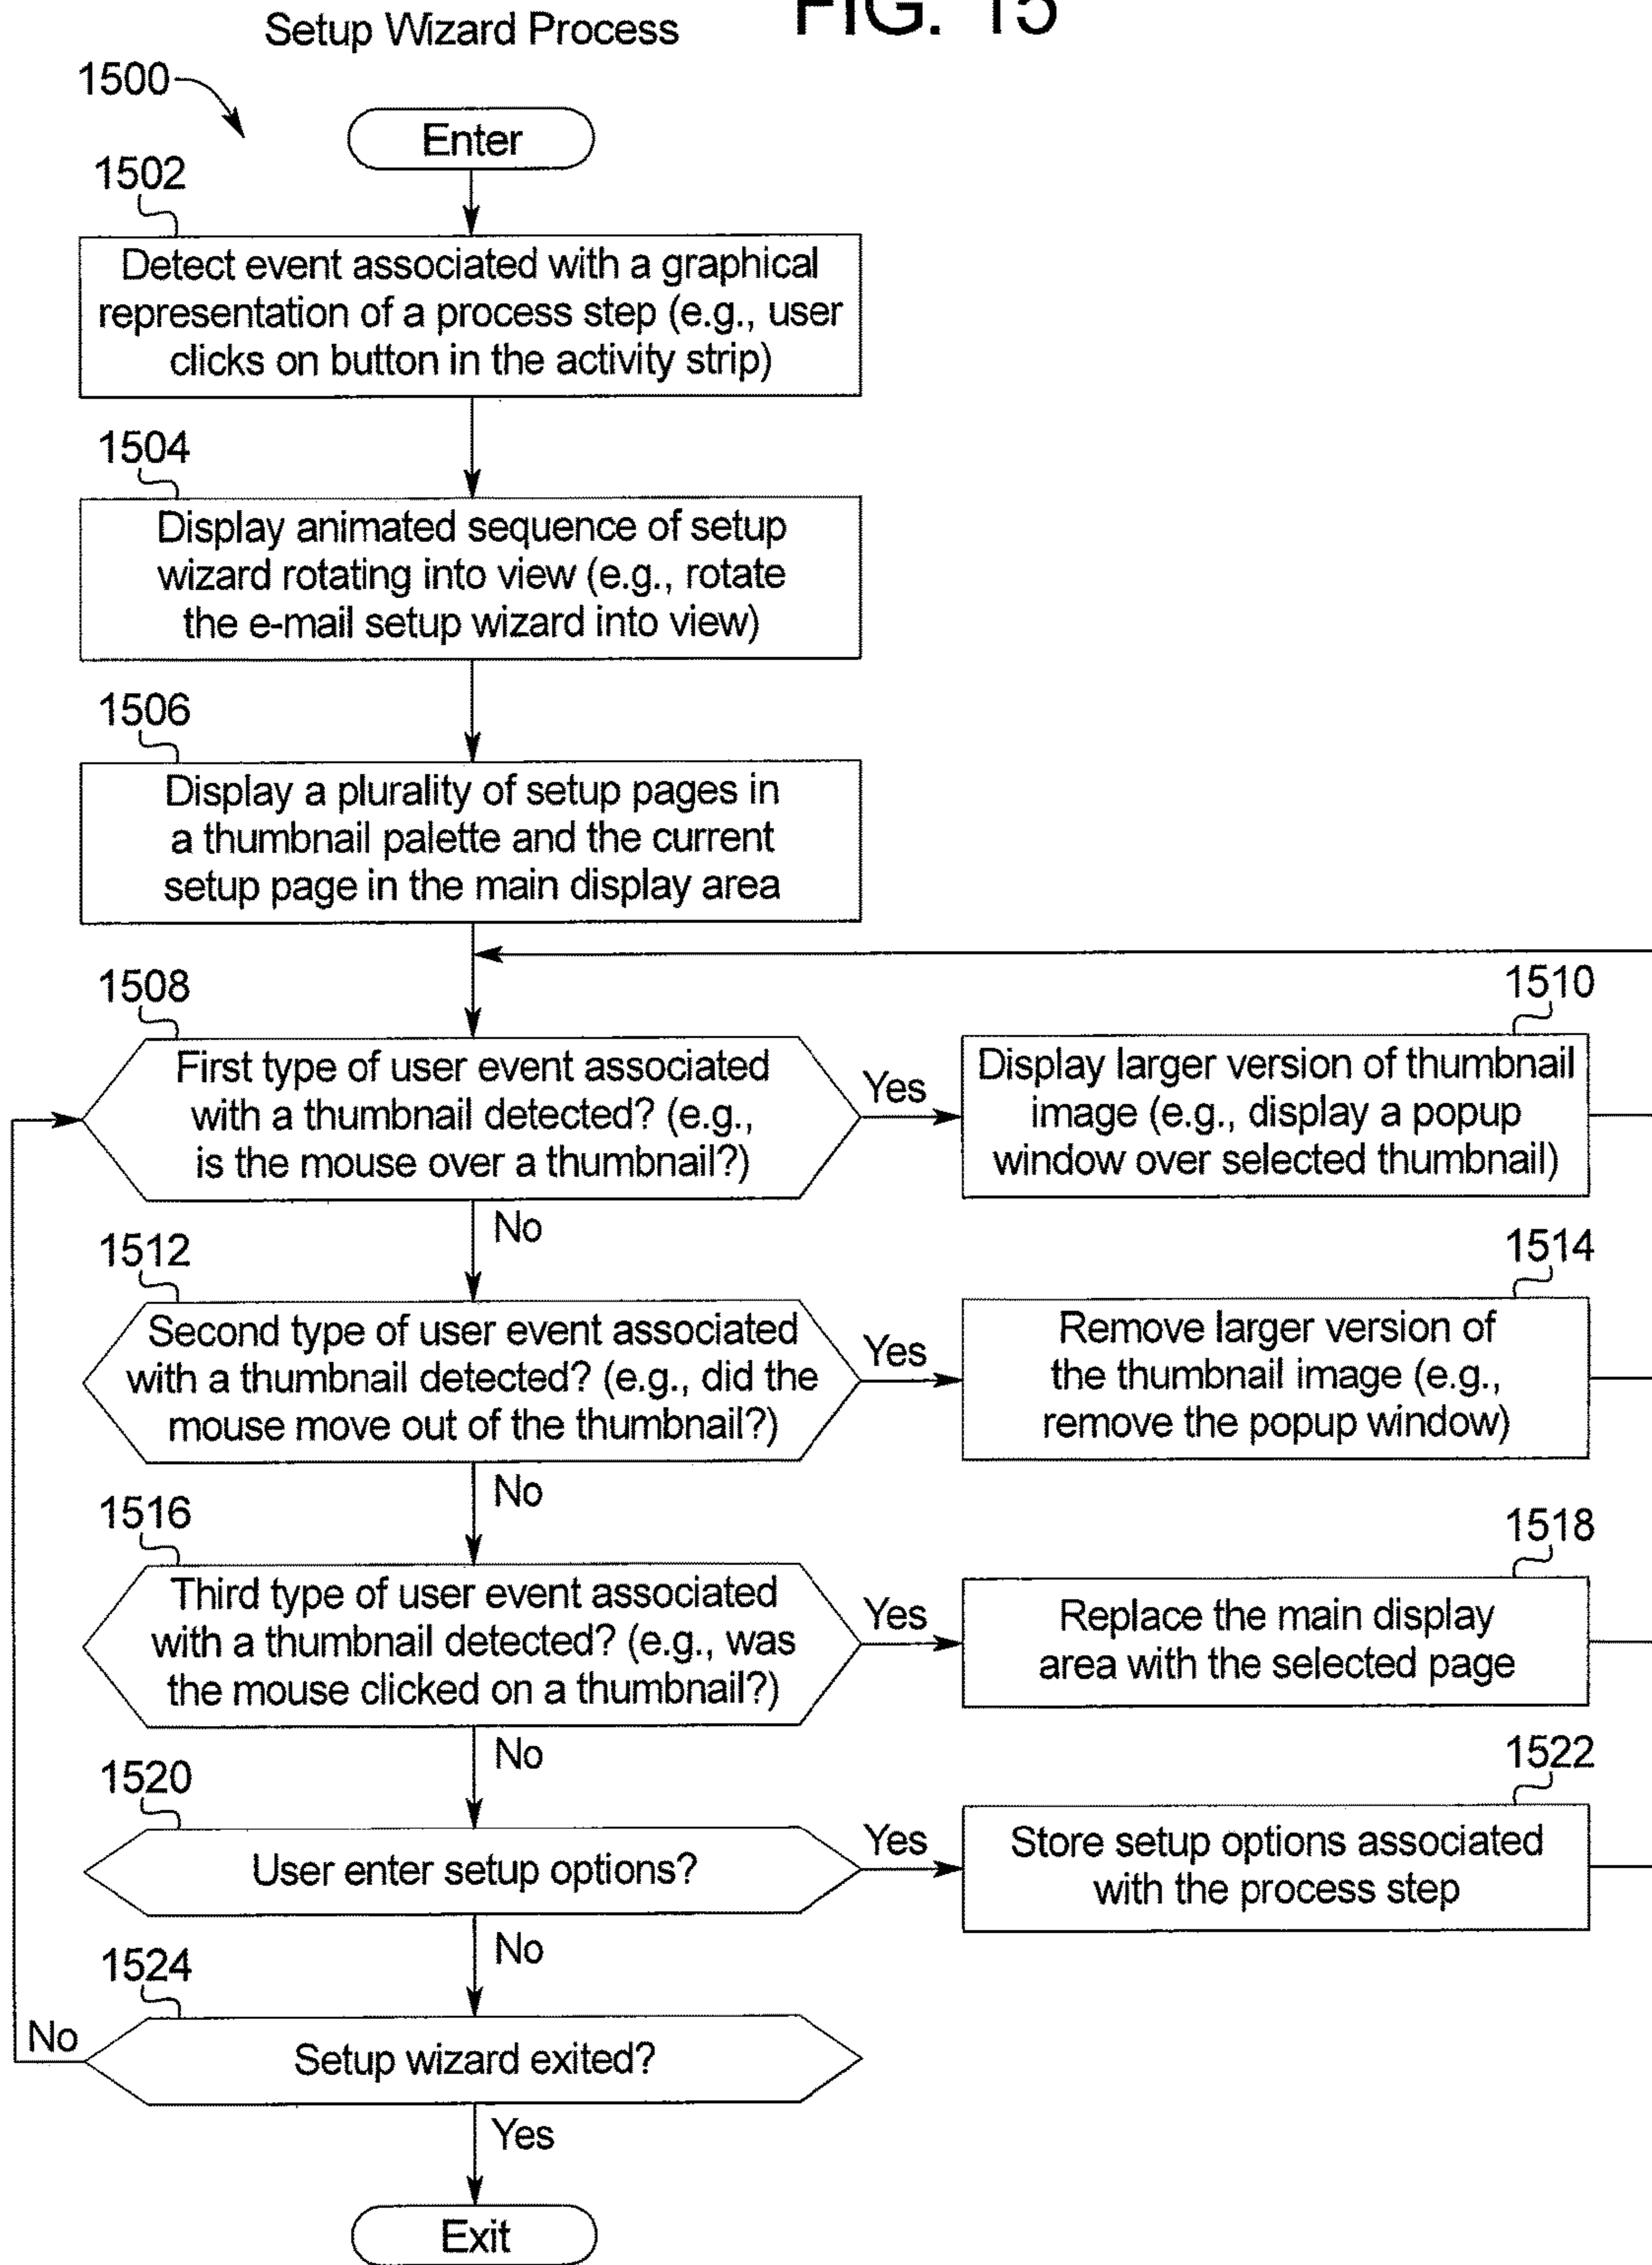 Setup Wizard Process
FIG. 15
1500
Enter
1502
Detect event associated with a graphical
representation of a process step (e.g., user
clicks on button in the activity strip)
1504
Display animated sequence of setup
wizard rotating into view (e.g., rotate
the e-mail setup wizard into view)
1506
Display a plurality of setup pages in
a thumbnail palette and the current
setup page in the main display area
1508
First type of user event associated
with a thumbnail detected? (e.g.,
is the mouse over a thumbnail?)
Yes
1510
Display larger version of thumbnail
image (e.g., display a popup
window over selected thumbnail)
No
1512
Second type of user event associated
with a thumbnail detected? (e.g., did the
mouse move out of the thumbnail?)
Yes
1514
Remove larger version of
the thumbnail image (e.g.,
remove the popup window)
No
1516
Third type of user event associated
with a thumbnail detected? (e.g., was
the mouse clicked on a thumbnail?)
Yes
1518
Replace the main display
area with the selected page
No
1520
User enter setup options?
Yes
1522
Store setup options associated
with the process step
No
1524
Setup wizard exited?
No
Yes
Exit